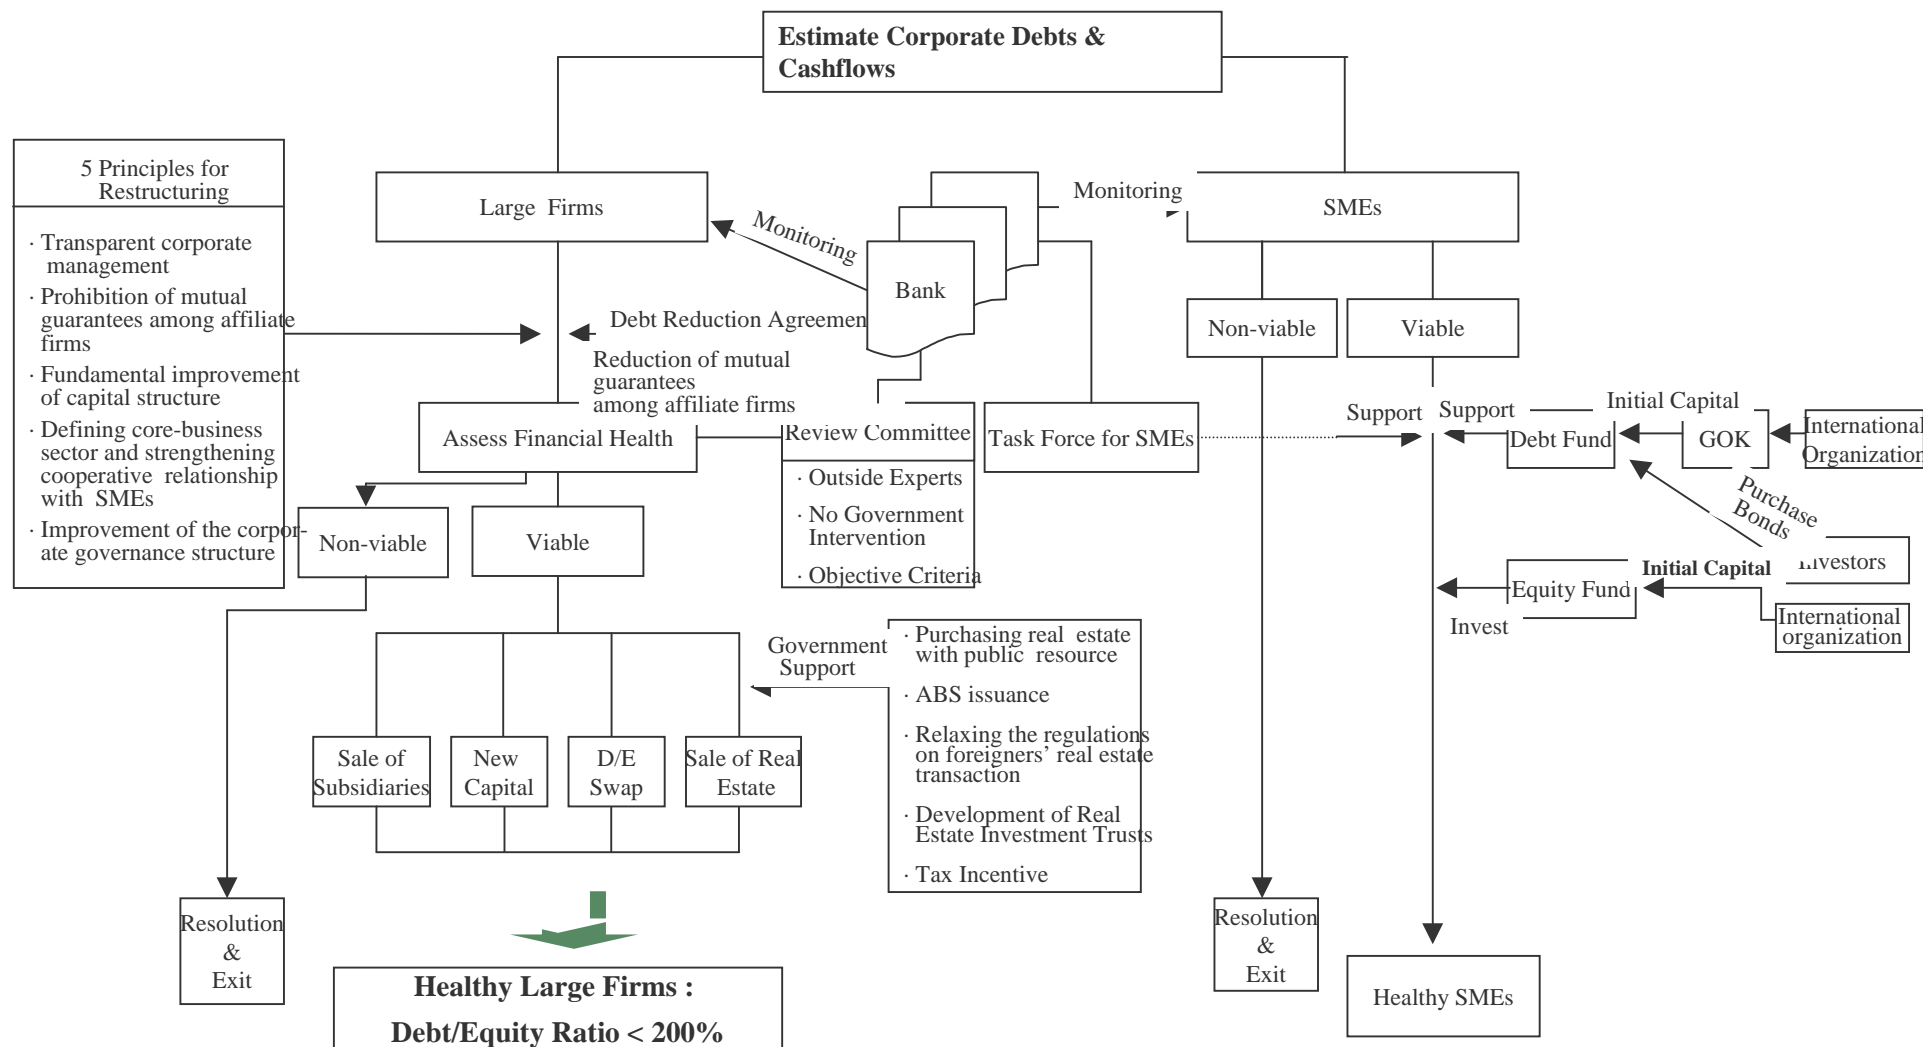 Estimate Corporate Debts &
Cashflows
5 Principles for
Restructuring
· Transparent corporate
management
· Prohibition of mutual
guarantees among affiliate
firms
· Fundamental improvement
of capital structure
· Defining core-business
sector and strengthening
cooperative relationship
with SMEs
· Improvement of the corpor-
ate governance structure
Large Firms
Monitoring
Bank
Monitoring
SMEs
Debt Reduction Agreemen
Reduction of mutual
guarantees
among affiliate firms
Non-viable
Viable
Assess Financial Health
Review Committee
· Outside Experts
· No Government
Intervention
· Objective Criteria
Task Force for SMEs
Support
Support
Initial Capital
Debt Fund
GOK
International
Organization
Purchase
Bonds
Investors
Initial Capital
Equity Fund
Invest
International
organization
Non-viable
Viable
Government
Support
· Purchasing real estate
with public resource
· ABS issuance
· Relaxing the regulations
on foreigners’ real estate
transaction
· Development of Real
Estate Investment Trusts
· Tax Incentive
Sale of
Subsidiaries
New
Capital
D/E
Swap
Sale of Real
Estate
Resolution
&
Exit
Healthy Large Firms :
Debt/Equity Ratio < 200%
Resolution
&
Exit
Healthy SMEs